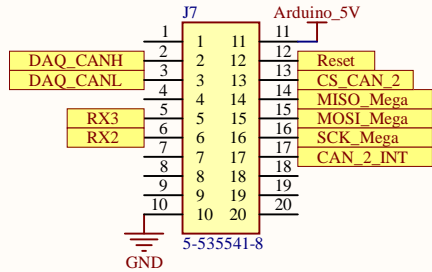 J7
Arduino_5V
1 1 11 11
DAQ_CANH 2 2 12 12 Reset
DAQ_CANL 3 3 13 13 CS_CAN_2
4 4 14 14 MISO_Mega
RX3 5 5 15 15 MOSI_Mega
RX2 6 6 16 16 SCK_Mega
7 7 17 17 CAN_2_INT
8 8 18 18
9 9 19 19
10 10 20 20
5-535541-8
GND